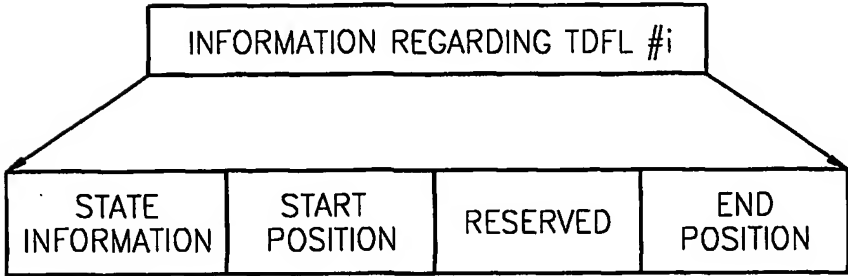 INFORMATION REGARDING TDFL #i
STATE INFORMATION
START POSITION
RESERVED
END POSITION